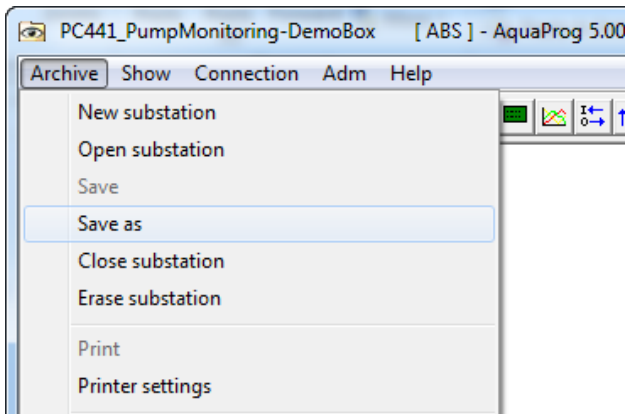 PC441_PumpMonitoring-DemoBox [ ABS ] - AquaProg 5.00
Archive Show Connection Adm Help
New substation
Open substation
Save
Save as
Close substation
Erase substation
Print
Printer settings